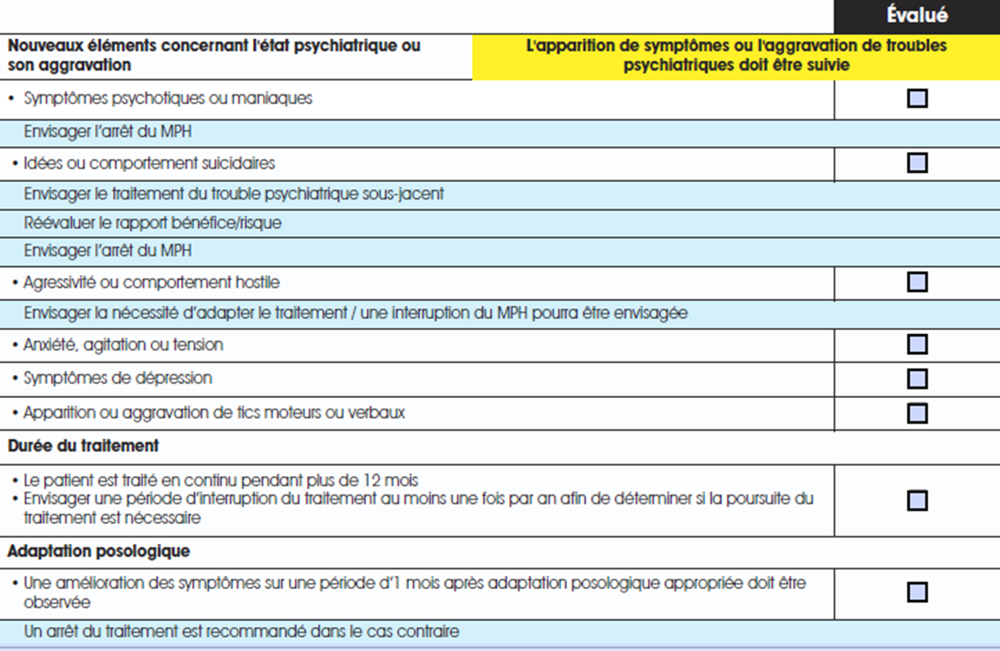 Évalué
Nouveaux éléments concernant l'état psychiatrique ou
son aggravation
L'apparition de symptômes ou l'aggravation de troubles
psychiatriques doit être suivie
• Symptômes psychotiques ou maniaques
Envisager l'arrêt du MPH
• Idées ou comportement suicidaires
Envisager le traitement du trouble psychiatrique sous-jacent
Réévaluer le rapport bénéfice/risque
Envisager l'arrêt du MPH
• Agressivité ou comportement hostile
Envisager la nécessité d'adapter le traitement / une interruption du MPH pourra être envisagée
• Anxiété, agitation ou tension
• Symptômes de dépression
• Apparition ou aggravation de tics moteurs ou verbaux
Durée du traitement
• Le patient est traité en continu pendant plus de 12 mois
• Envisager une période d'interruption du traitement au moins une fois par an afin de déterminer si la poursuite du
traitement est nécessaire
Adaptation posologique
• Une amélioration des symptômes sur une période d'1 mois après adaptation posologique appropriée doit être
observée
Un arrêt du traitement est recommandé dans le cas contraire